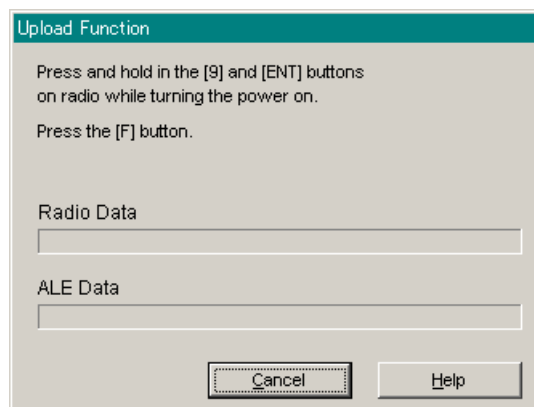 Upload Function
Press and hold in the [9] and [ENT] buttons
on radio while turning the power on.
Press the [F] button.
Radio Data
ALE Data
Cancel Help